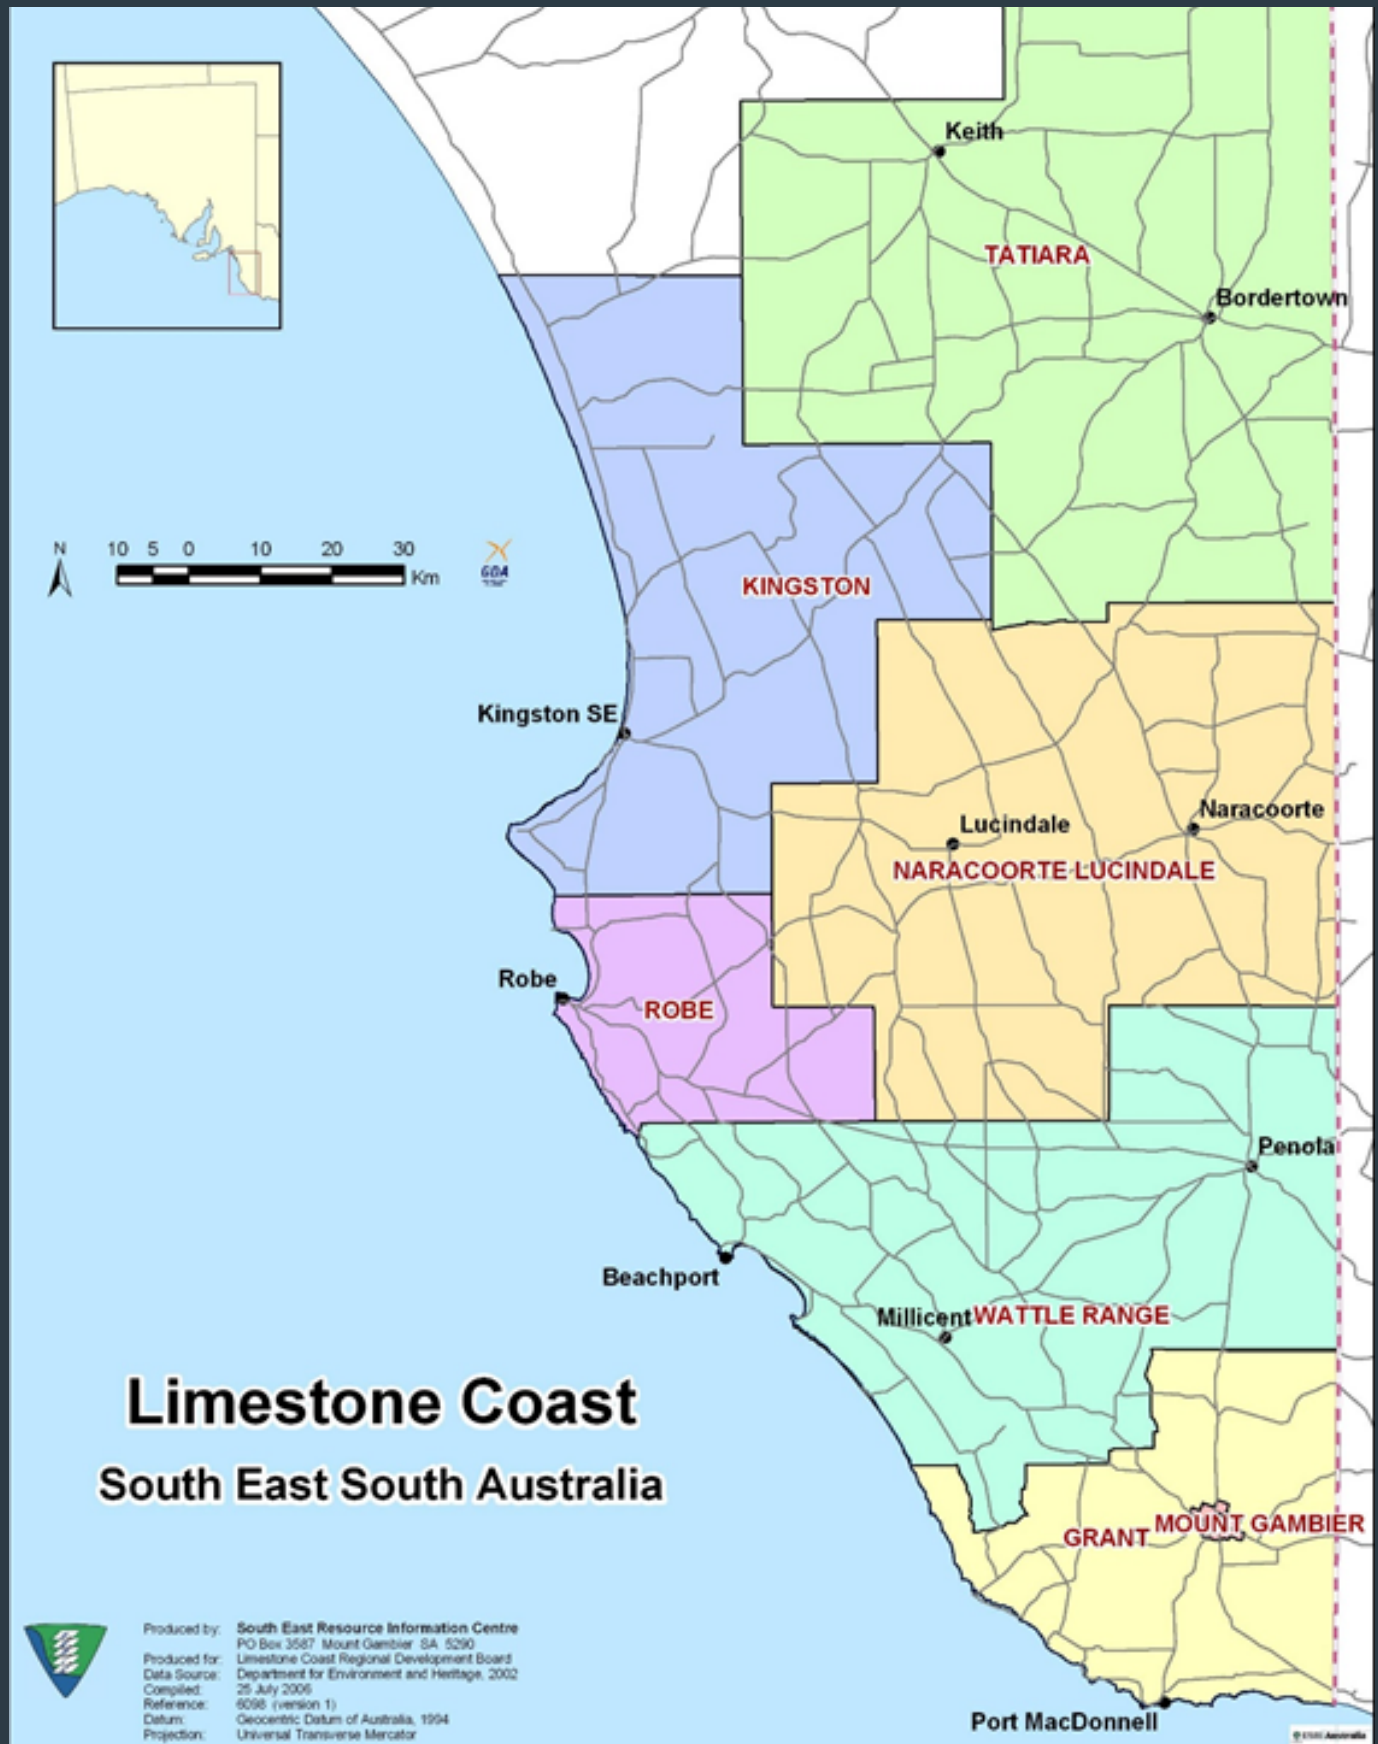 Keith
TATIARA
Bordertown
N
10 5 0 10 20 30
Km
GDA
KINGSTON
Kingston SE
Lucindale
Naracoorte
NARACOORTE LUCINDALE
Robe
ROBE
Penola
Beachport
Millicent
WATTLE RANGE
Limestone Coast
South East South Australia
GRANT
MOUNT GAMBIER
Port MacDonnell
Produced by: South East Resource Information Centre
PO Box 3587 Mount Gambier SA 5290
Produced for: Limestone Coast Regional Development Board
Data Source: Department for Environment and Heritage, 2002
Compiled: 25 July 2006
Reference: 6098 (version 1)
Datum: Geocentric Datum of Australia, 1994
Projection: Universal Transverse Mercator
Australia